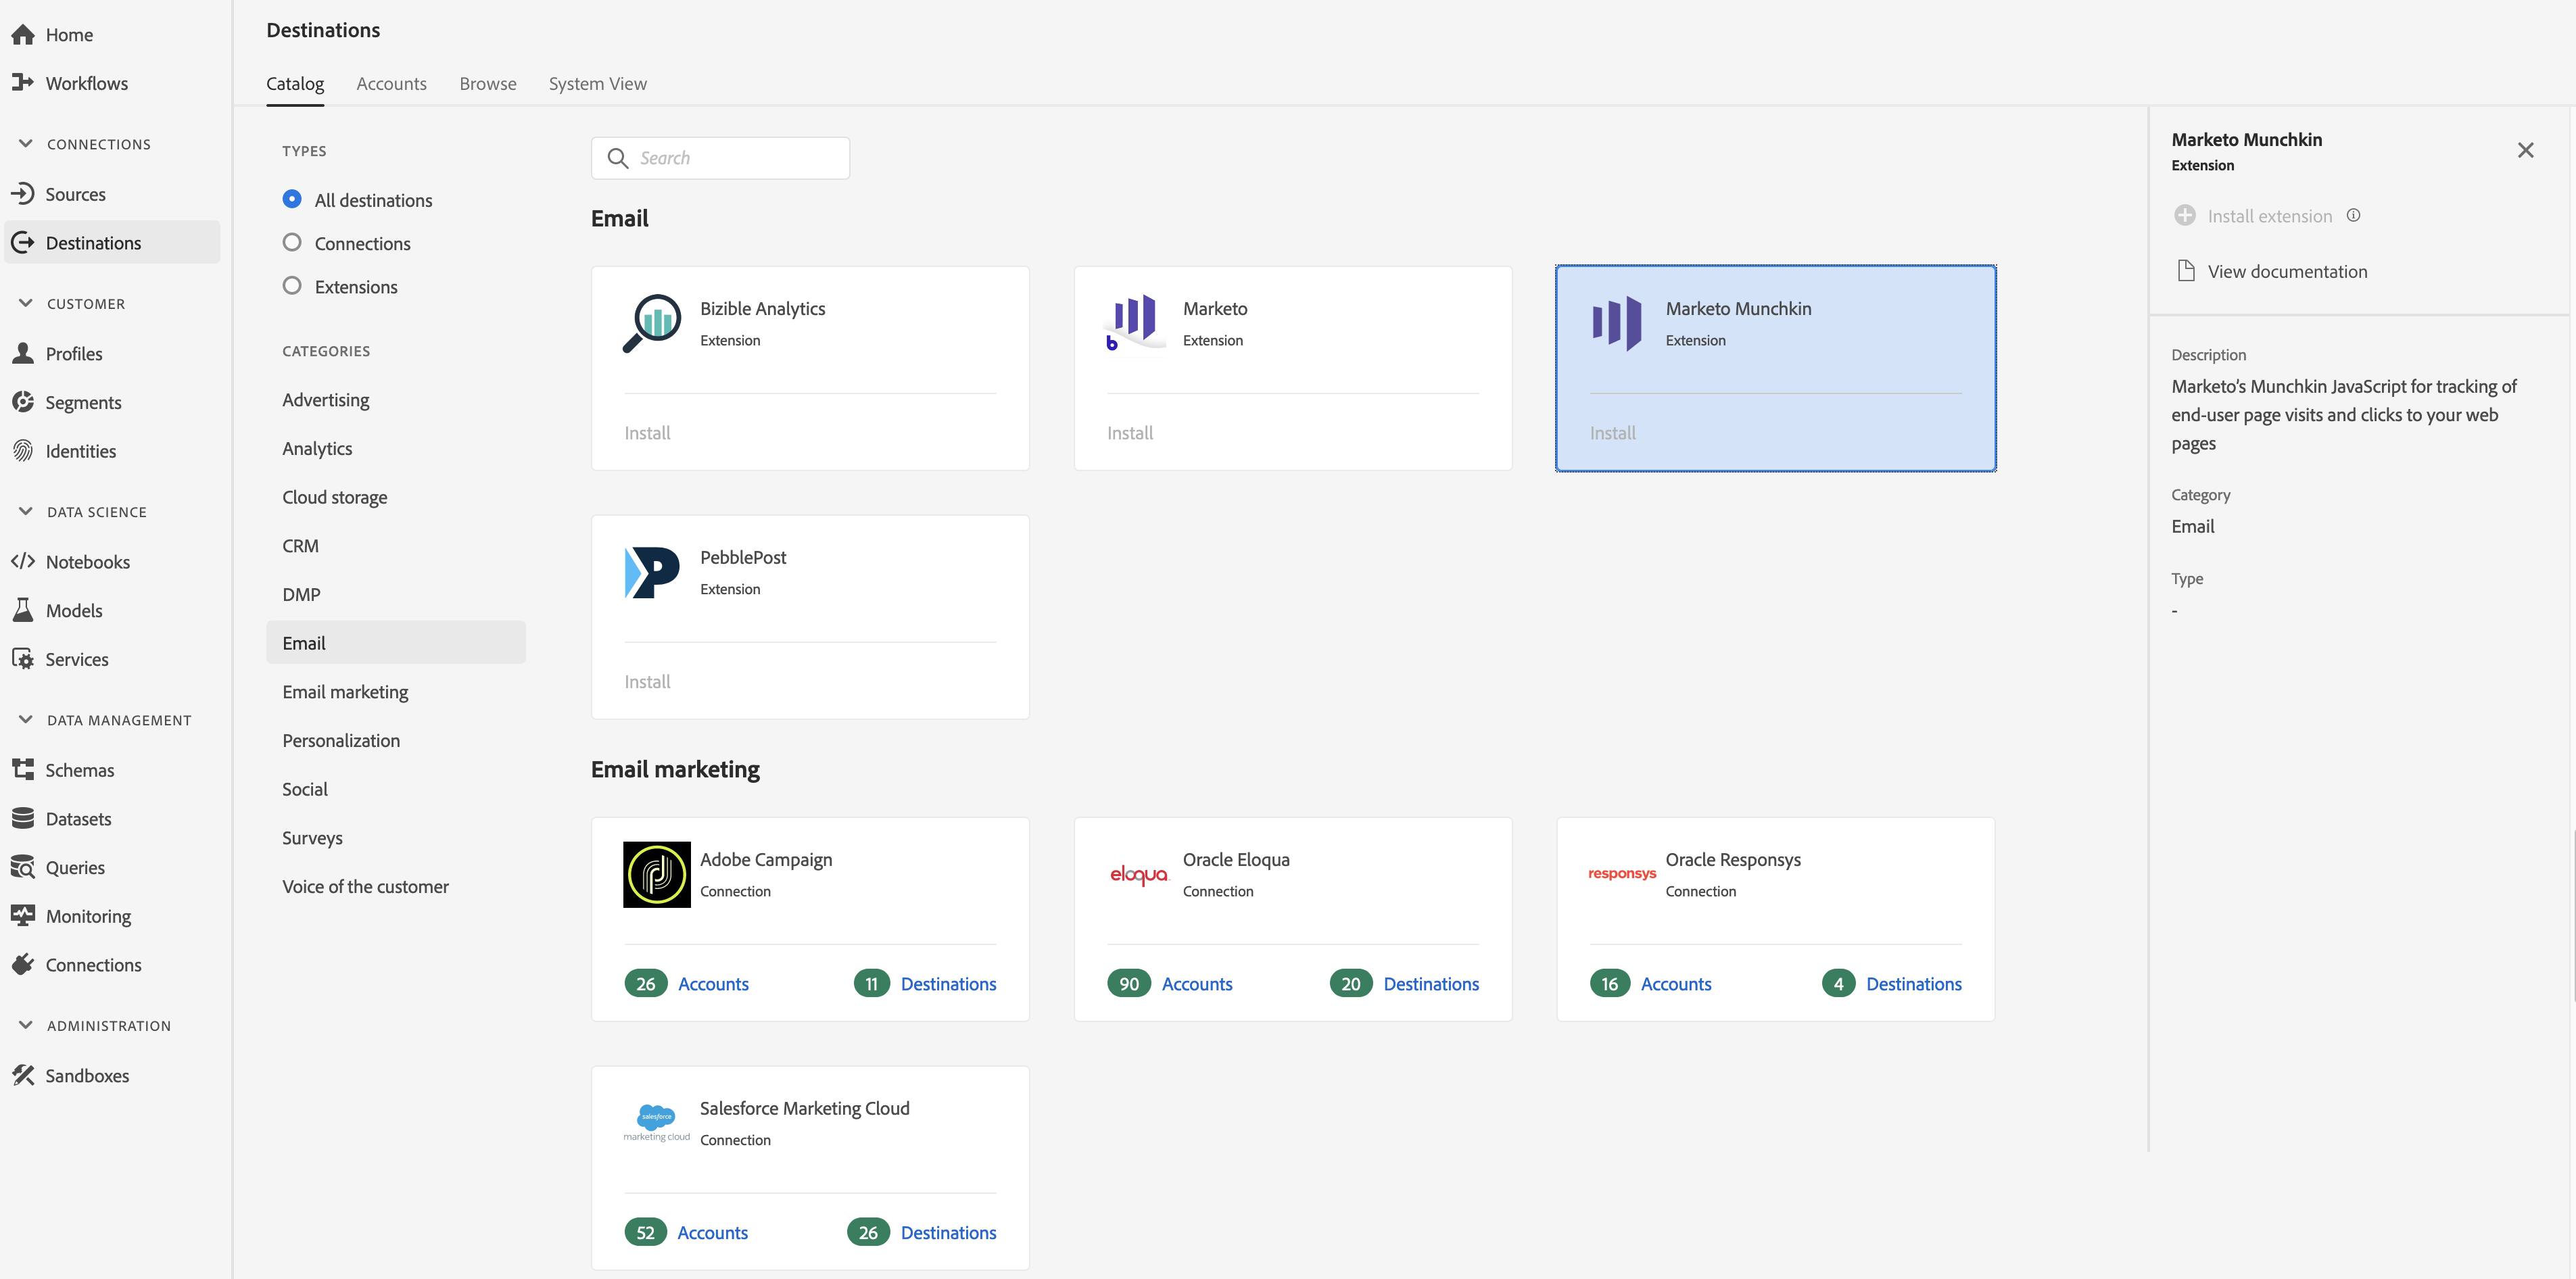 Home
Workflows
CONNECTIONS
Sources
Destinations
CUSTOMER
Profiles
Segments
Identities
DATA SCIENCE
Notebooks
Models
Services
DATA MANAGEMENT
Schemas
Datasets
Queries
Monitoring
Connections
ADMINISTRATION
Sandboxes
Destinations
Catalog Accounts Browse System View
TYPES
All destinations
Connections
Extensions
CATEGORIES
Advertising
Analytics
Cloud storage
CRM
DMP
Email
Email marketing
Personalization
Social
Surveys
Voice of the customer
Search
Email
Bizible Analytics
Extension
Install
b
Marketo
Extension
Install
Marketo Munchkin
Extension
Install
P
PebblePost
Extension
Install
Email marketing
Adobe Campaign
Connection
26 Accounts 11 Destinations
eloqua
Oracle Eloqua
Connection
90 Accounts 20 Destinations
responsys
Oracle Responsys
Connection
16 Accounts 4 Destinations
salesforce
marketing cloud
Salesforce Marketing Cloud
Connection
52 Accounts 26 Destinations
Marketo Munchkin
Extension
Install extension
View documentation
Description
Marketo’s Munchkin JavaScript for tracking of
end-user page visits and clicks to your web
pages
Category
Email
Type
-